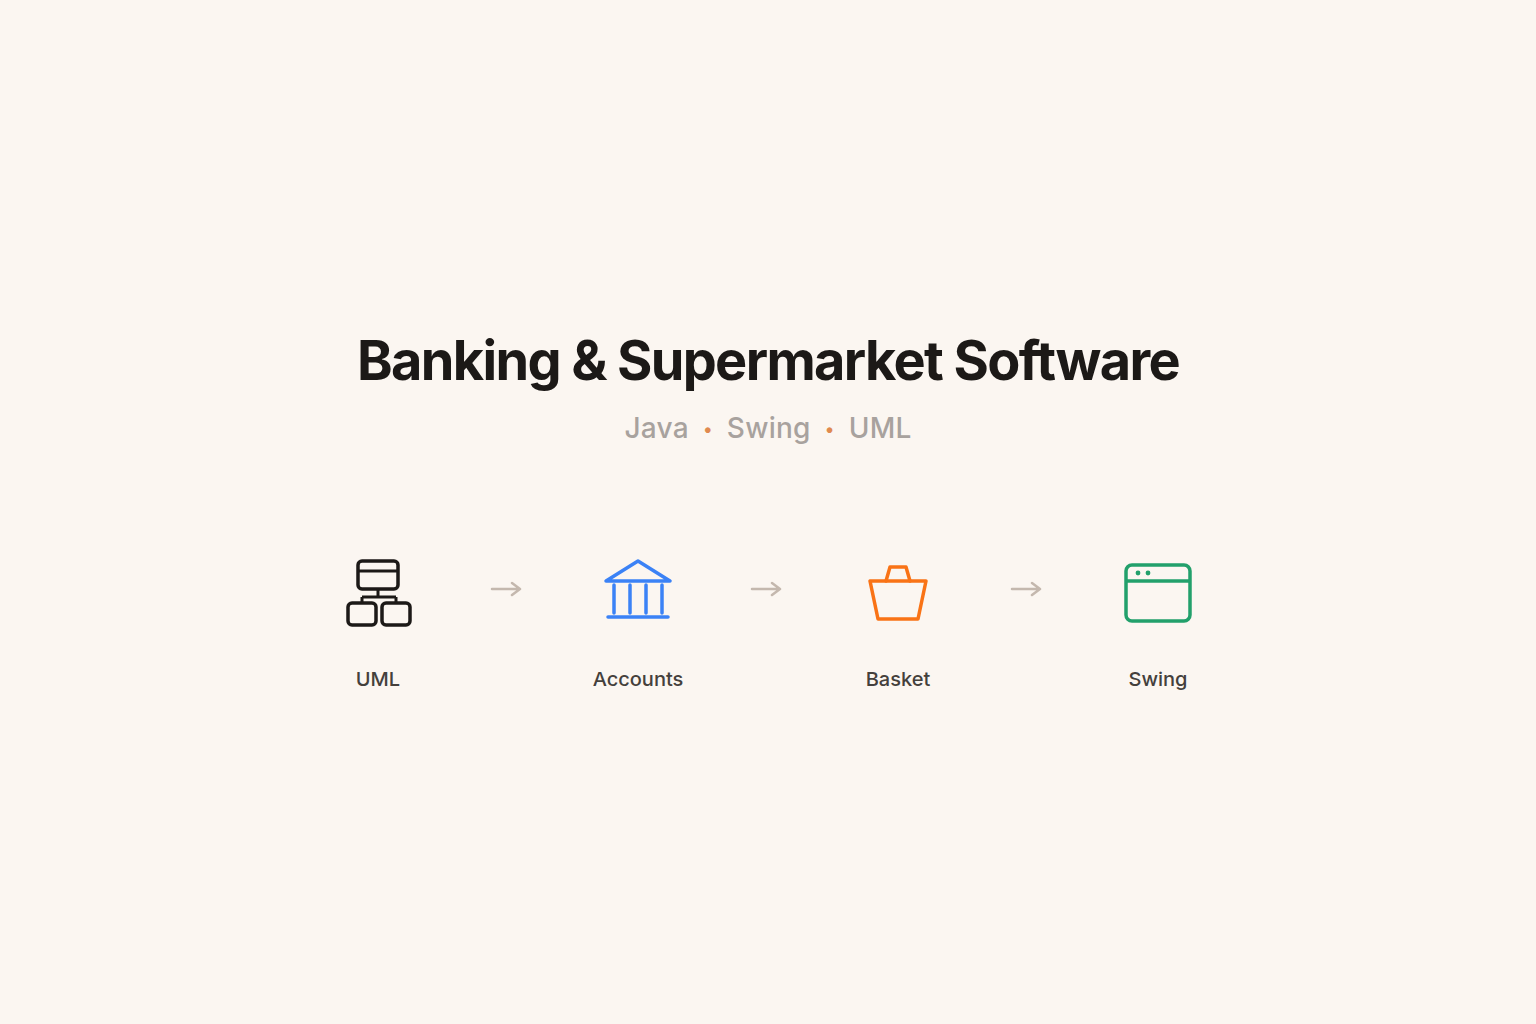 Banking & Supermarket Software
Java • Swing • UML
UML
Accounts
Basket
Swing